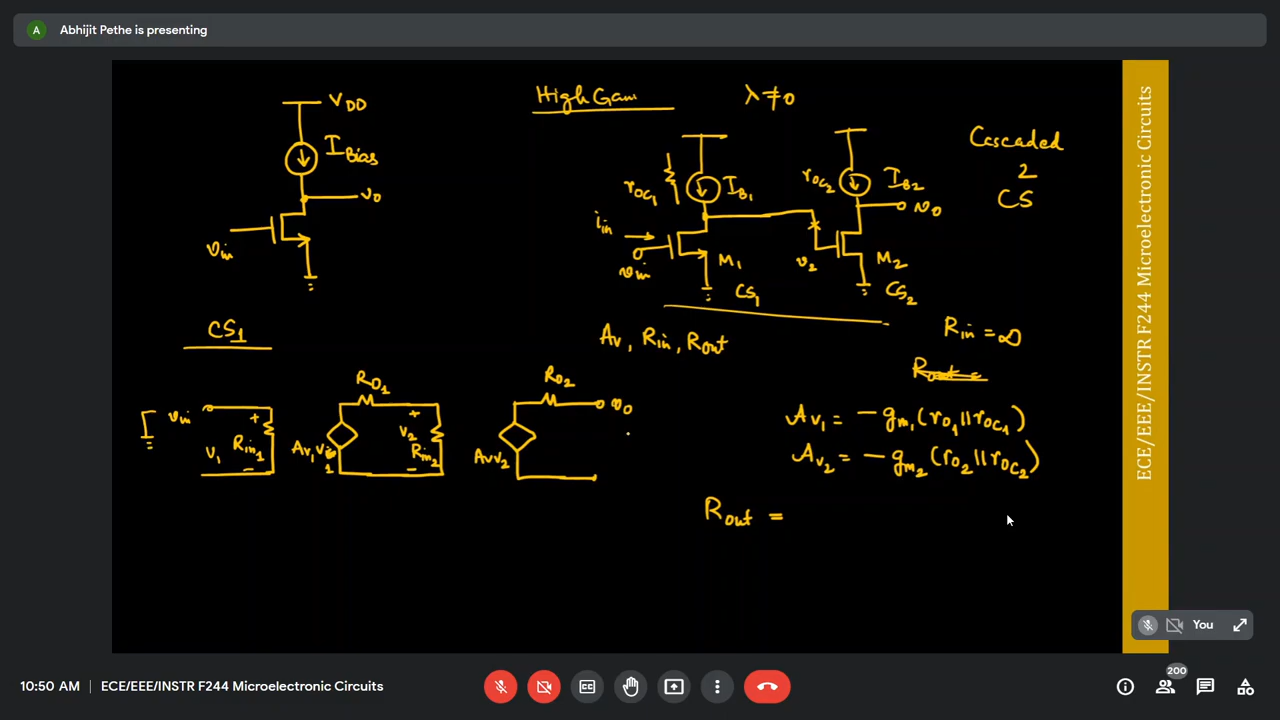 A
Abhijit Pethe is presenting
V_DD
I_Bias
v_o
v_in
High Gain
λ≠0
Cascaded
2
CS
r_oc1
I_B1
r_oc2
I_B2
v_o
i_in
v_in
M_1
CS_1
v_2
M_2
CS_2
A_v, R_in, R_out
R_in = ∞
R_out =
CS_1
v_in
+
v_1
-
R_in1
R_O1
A_v1 v_1
+
v_2
-
R_in2
R_O2
A_v v_2
v_o
A_v1 = -g_m1 (r_o1 || r_oc1)
A_v2 = -g_m2 (r_o2 || r_oc2)
R_out =
ECE/EEE/INSTR F244 Microelectronic Circuits
You
10:50 AM | ECE/EEE/INSTR F244 Microelectronic Circuits
CC
200